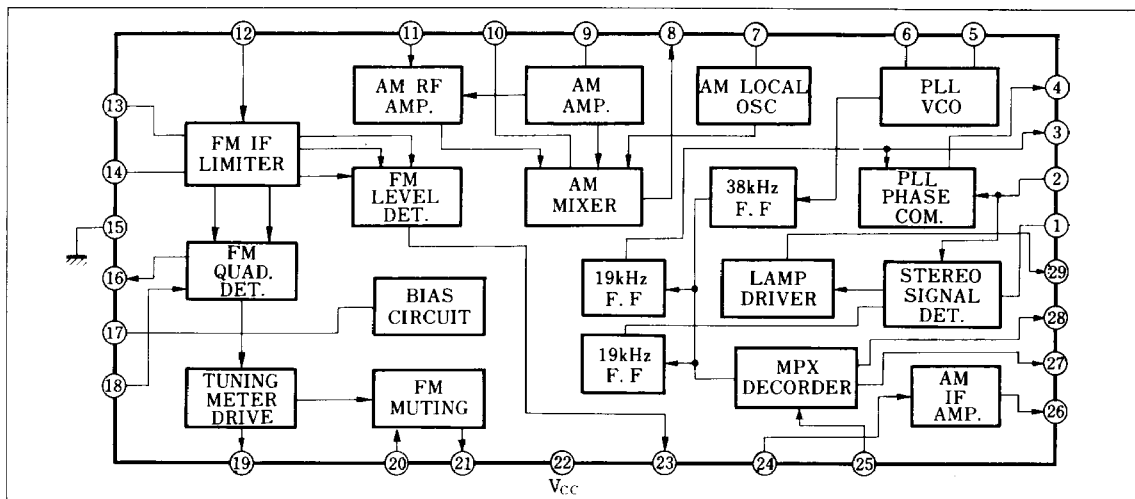 12 11 10 9 8 7 6 5
AM RF
AMP.
AM
AMP.
AM LOCAL
OSC
PLL
VCO
4
13
3
FM IF
LIMITER
14
2
FM
LEVEL
DET.
AM
MIXER
38kHz
F. F
PLL
PHASE
COM.
15
1
16
FM
QUAD.
DET.
29
19kHz
F. F
LAMP
DRIVER
STEREO
SIGNAL
DET.
BIAS
CIRCUIT
17
28
19kHz
F. F
MPX
DECORDER
27
18
TUNING
METER
DRIVE
FM
MUTING
AM
IF
AMP.
26
19 20 21 22 23 24 25
VCC